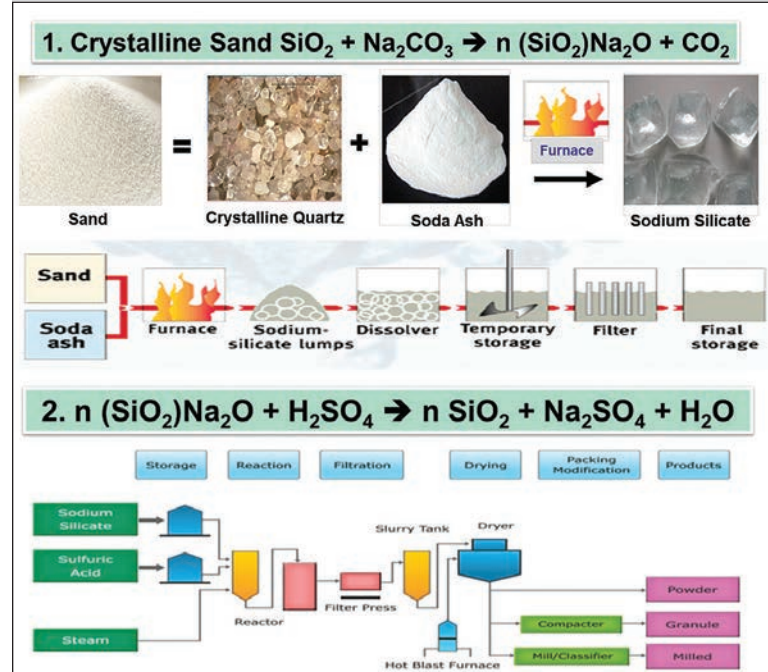 1. Crystalline Sand SiO₂ + Na₂CO₃ ➔ n (SiO₂)Na₂O + CO₂
=
+
Furnace
Sand
Crystalline Quartz
Soda Ash
Sodium Silicate
Sand
Soda
ash
Furnace
Sodium-
silicate lumps
Dissolver
Temporary
storage
Filter
Final
storage
2. n (SiO₂)Na₂O + H₂SO₄ ➔ n SiO₂ + Na₂SO₄ + H₂O
Storage
Reaction
Filtration
Drying
Packing
Modification
Products
Sodium
Silicate
Sulfuric
Acid
Steam
Reactor
Filter Press
Slurry Tank
Dryer
Hot Blast Furnace
Compacter
Mill/Classifier
Powder
Granule
Milled